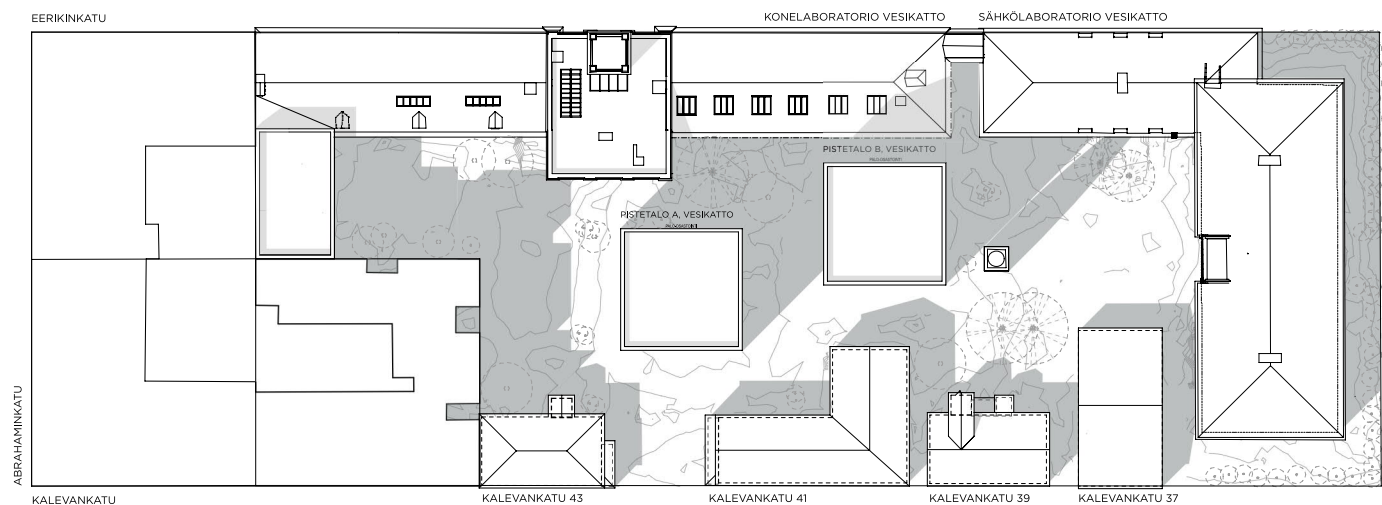 EERIKINKATU
KONELABORATORIO VESIKATTO
SÄHKÖLABORATORIO VESIKATTO
PISTETALO B, VESIKATTO
PISTETALO A, VESIKATTO
ABRAHAMINKATU
KALEVANKATU
KALEVANKATU 43
KALEVANKATU 41
KALEVANKATU 39
KALEVANKATU 37